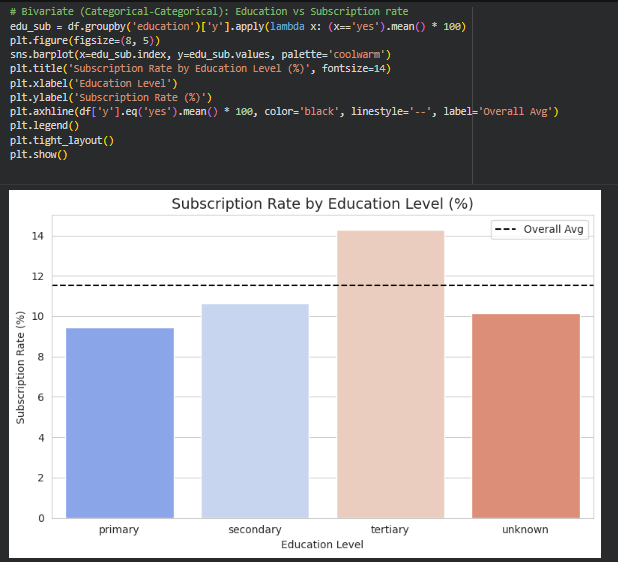 # Bivariate (Categorical-Categorical): Education vs Subscription rate
edu_sub = df.groupby('education')['y'].apply(lambda x: (x=='yes').mean() * 100)
plt.figure(figsize=(8, 5))
sns.barplot(x=edu_sub.index, y=edu_sub.values, palette='coolwarm')
plt.title('Subscription Rate by Education Level (%)', fontsize=14)
plt.xlabel('Education Level')
plt.ylabel('Subscription Rate (%)')
plt.axhline(df['y'].eq('yes').mean() * 100, color='black', linestyle='--', label='Overall Avg')
plt.legend()
plt.tight_layout()
plt.show()
Subscription Rate by Education Level (%)
Overall Avg
Subscription Rate (%)
14
12
10
8
6
4
2
0
primary secondary tertiary unknown
Education Level